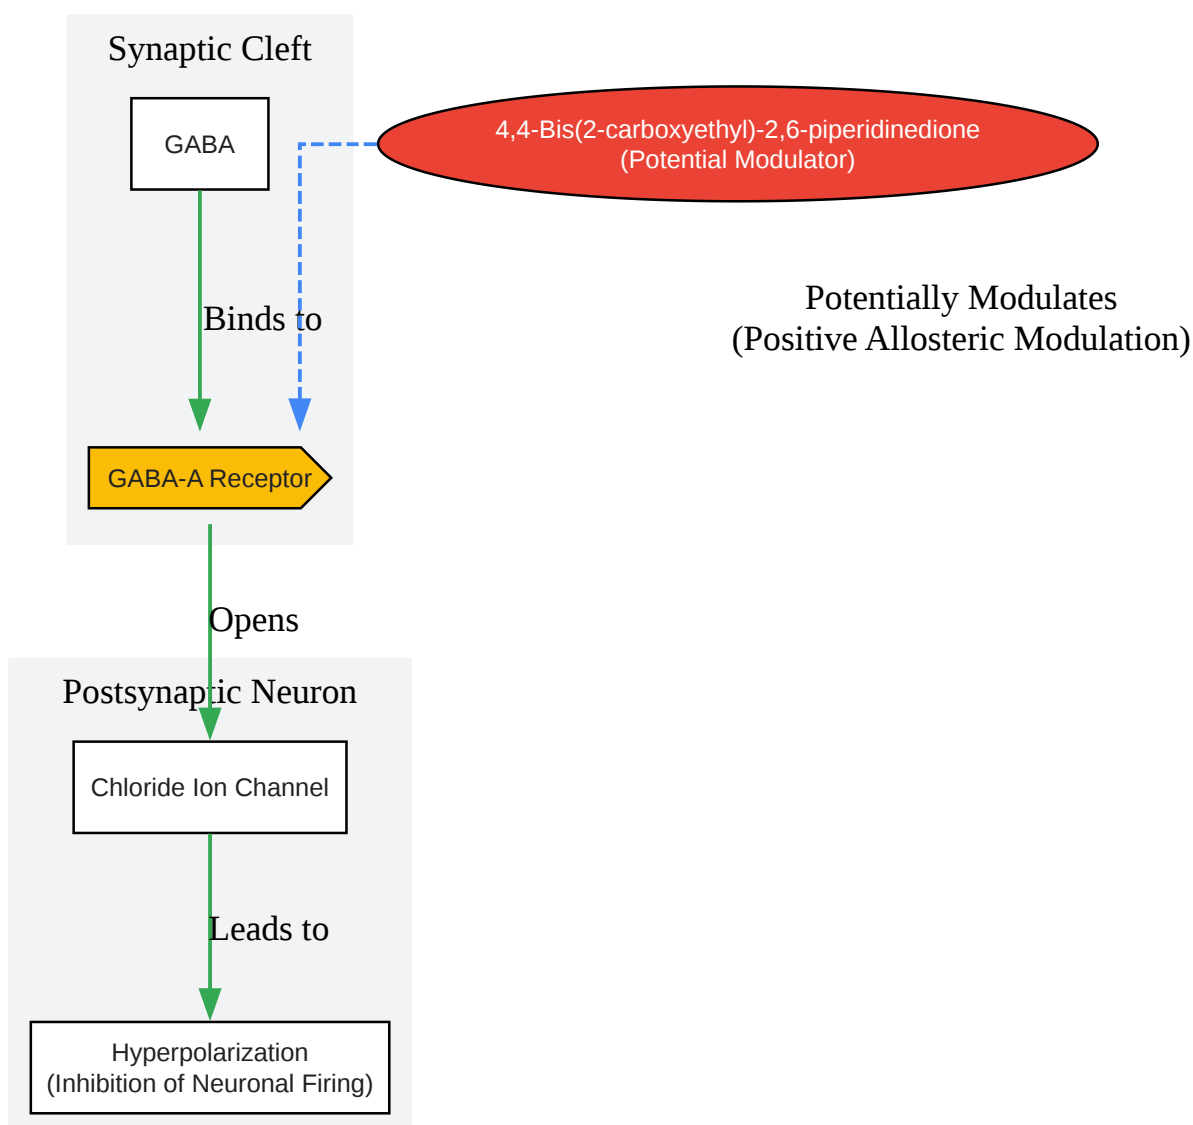 Synaptic Cleft
GABA
4,4-Bis(2-carboxyethyl)-2,6-piperidinedione
(Potential Modulator)
Binds to
Potentially Modulates
(Positive Allosteric Modulation)
GABA-A Receptor
Opens
Postsynaptic Neuron
Chloride Ion Channel
Leads to
Hyperpolarization
(Inhibition of Neuronal Firing)